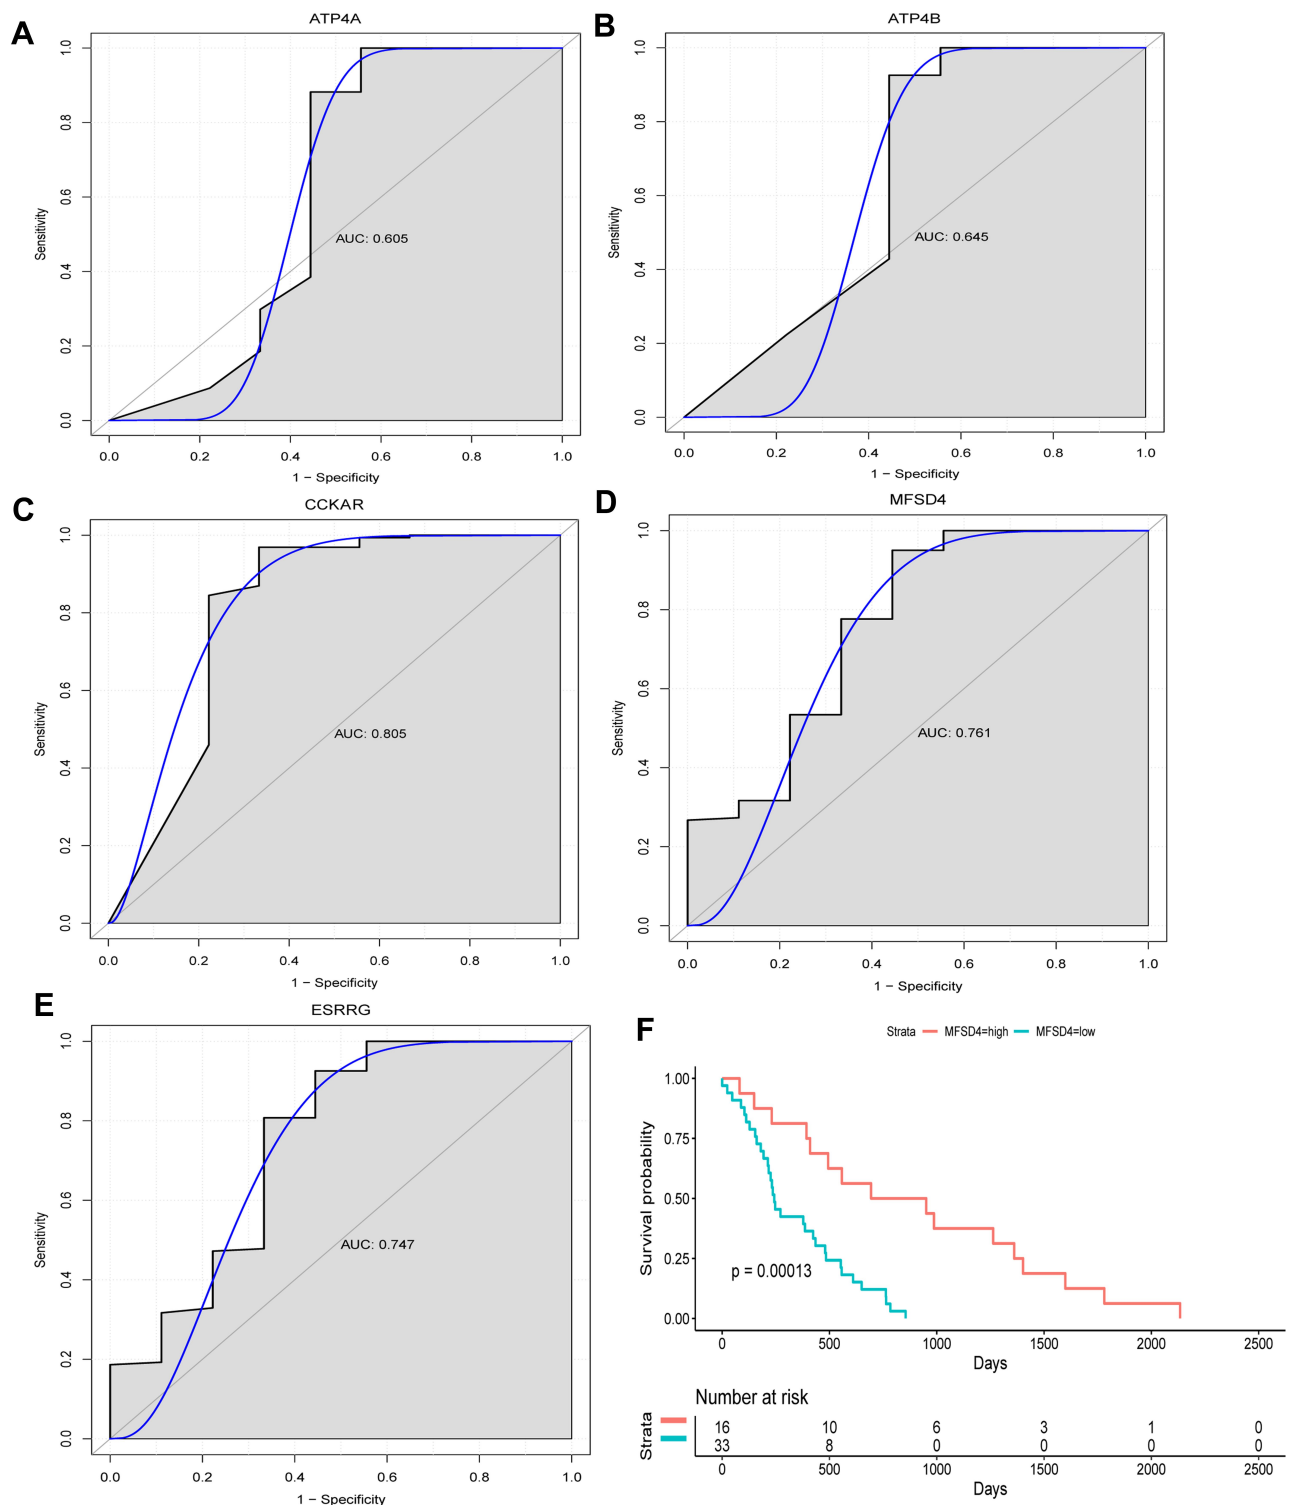 A
ATP4A
Sensitivity
1.0
0.8
0.6
0.4
0.2
0.0
AUC: 0.605
0.0 0.2 0.4 0.6 0.8 1.0
1 − Specificity
B
ATP4B
Sensitivity
1.0
0.8
0.6
0.4
0.2
0.0
AUC: 0.645
0.0 0.2 0.4 0.6 0.8 1.0
1 − Specificity
C
CCKAR
Sensitivity
1.0
0.8
0.6
0.4
0.2
0.0
AUC: 0.805
0.0 0.2 0.4 0.6 0.8 1.0
1 − Specificity
D
MFSD4
Sensitivity
1.0
0.8
0.6
0.4
0.2
0.0
AUC: 0.761
0.0 0.2 0.4 0.6 0.8 1.0
1 − Specificity
E
ESRRG
Sensitivity
1.0
0.8
0.6
0.4
0.2
0.0
AUC: 0.747
0.0 0.2 0.4 0.6 0.8 1.0
1 − Specificity
F
Strata MFSD4=high MFSD4=low
Survival probability
1.00
0.75
0.50
0.25
0.00
p = 0.00013
0 500 1000 1500 2000 2500
Days
Number at risk
Strata
16 10 6 3 1 0
33 8 0 0 0 0
0 500 1000 1500 2000 2500
Days